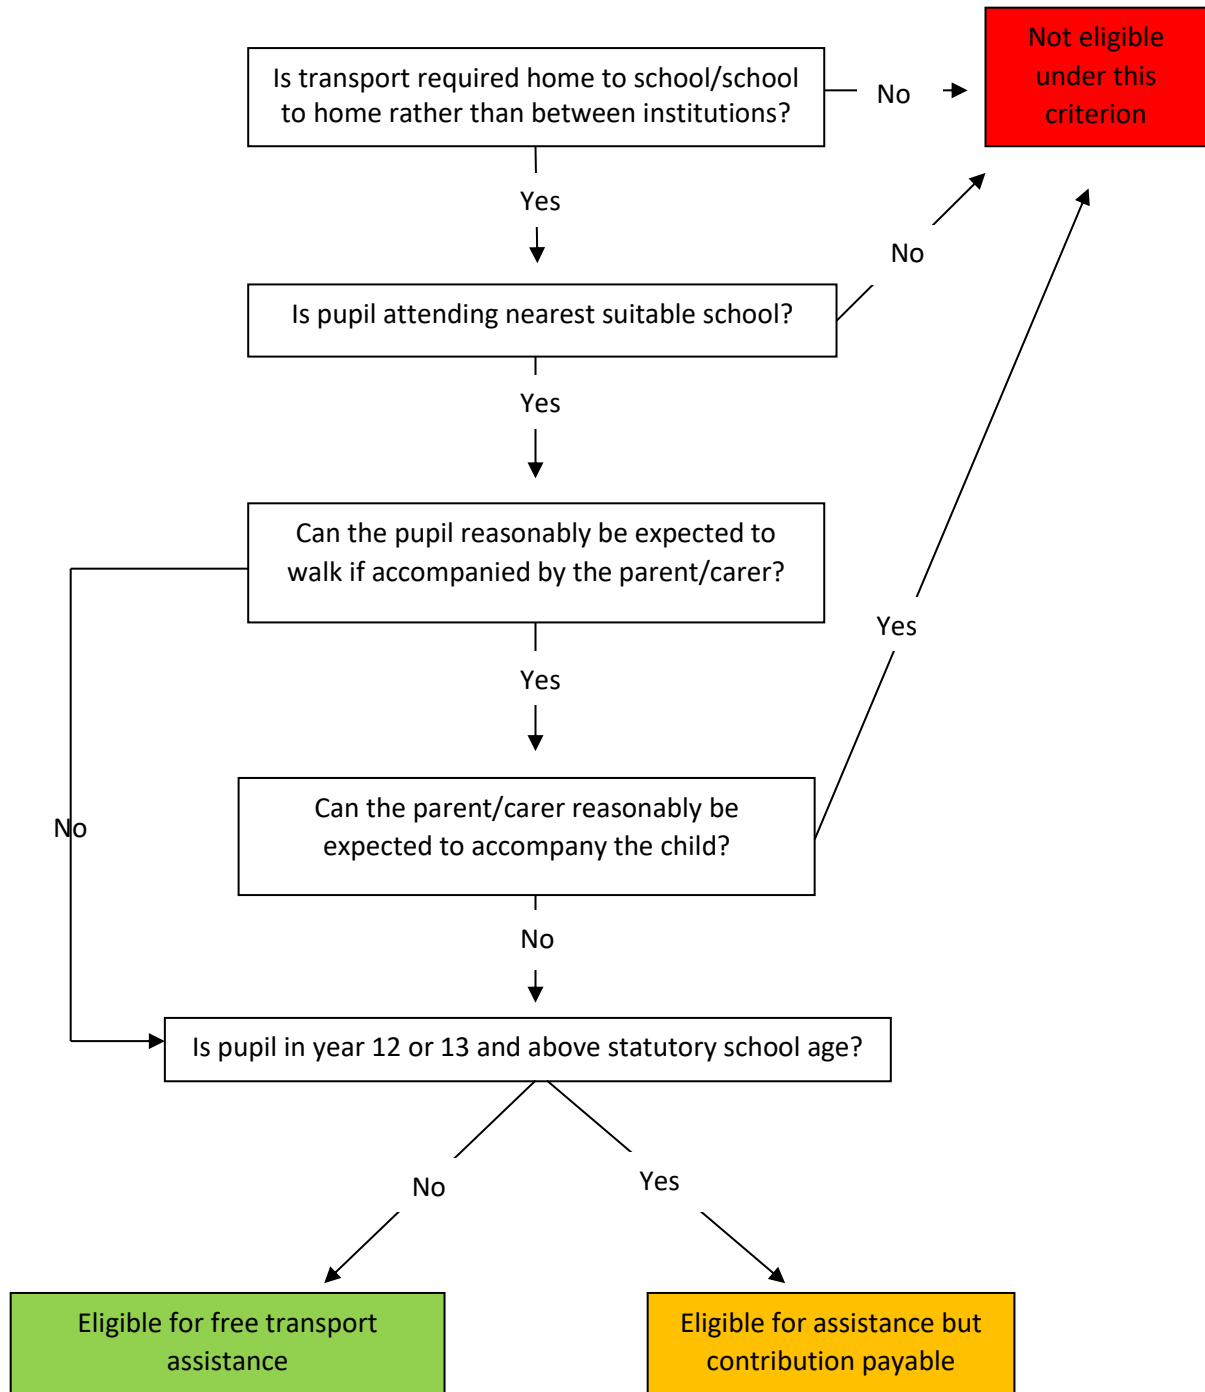 Not eligible
under this
criterion
Is transport required home to school/school
to home rather than between institutions?
No
Yes
No
Is pupil attending nearest suitable school?
Yes
Can the pupil reasonably be expected to
walk if accompanied by the parent/carer?
Yes
Yes
Can the parent/carer reasonably be
expected to accompany the child?
No
No
Is pupil in year 12 or 13 and above statutory school age?
No
Yes
Eligible for free transport
assistance
Eligible for assistance but
contribution payable